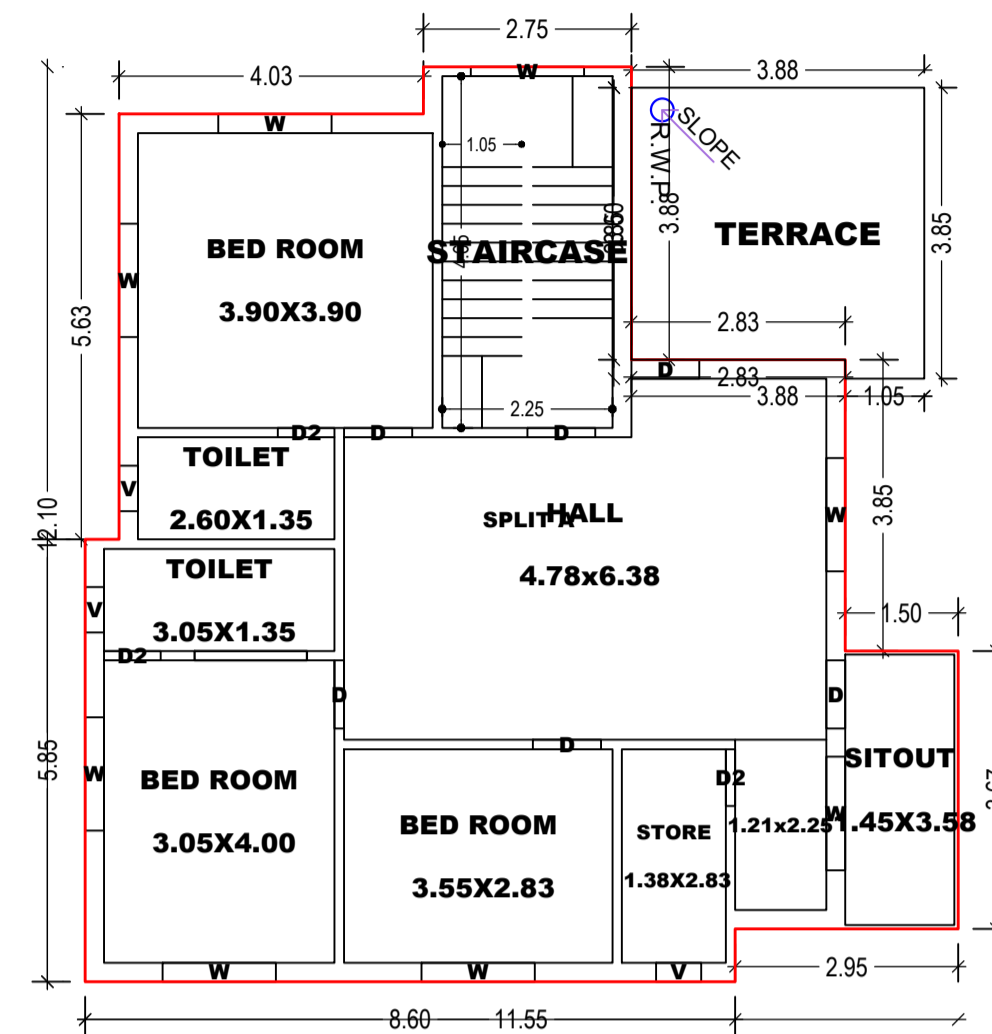 2.75
4.03
W
3.88
W
SLOPE
R.W.P.
1.05
3.88
TERRACE
3.85
BED ROOM
3.90X3.90
STAIRCASE
W
5.63
2.83
D
2.83
3.88
1.05
2.25
D2
D
D
TOILET
2.60X1.35
V
12.10
HALL
SPLIT A
4.78x6.38
W
3.85
TOILET
3.05X1.35
V
1.50
D2
D
D
D
5.85
W
BED ROOM
3.05X4.00
BED ROOM
3.55X2.83
STORE
1.38X2.83
D2
1.21x2.25
W
SITOUT
1.45X3.58
W
W
V
2.95
8.60
11.55